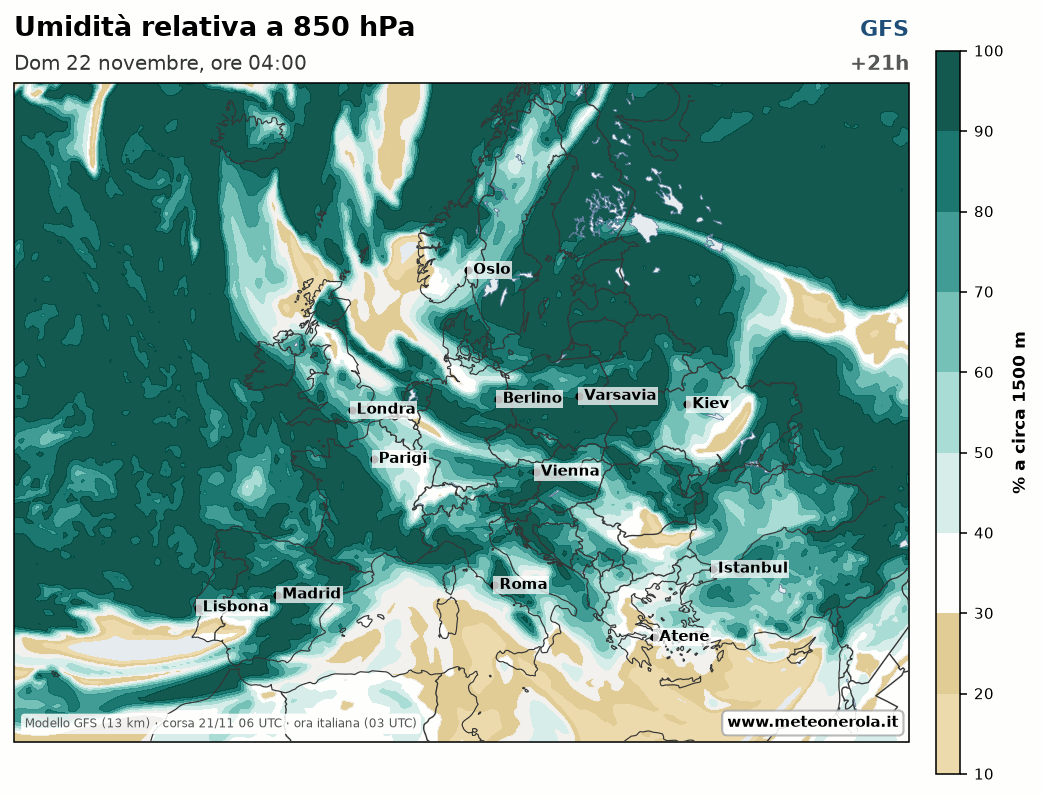 Umidità relativa a 850 hPa
GFS
Dom 22 novembre, ore 04:00
+21h
100
90
80
70
60
50
40
30
20
10
% a circa 1500 m
Oslo
Berlino
Varsavia
Kiev
Londra
Parigi
Vienna
Istanbul
Roma
Madrid
Lisbona
Atene
Modello GFS (13 km) · corsa 21/11 06 UTC · ora italiana (03 UTC)
www.meteonerola.it